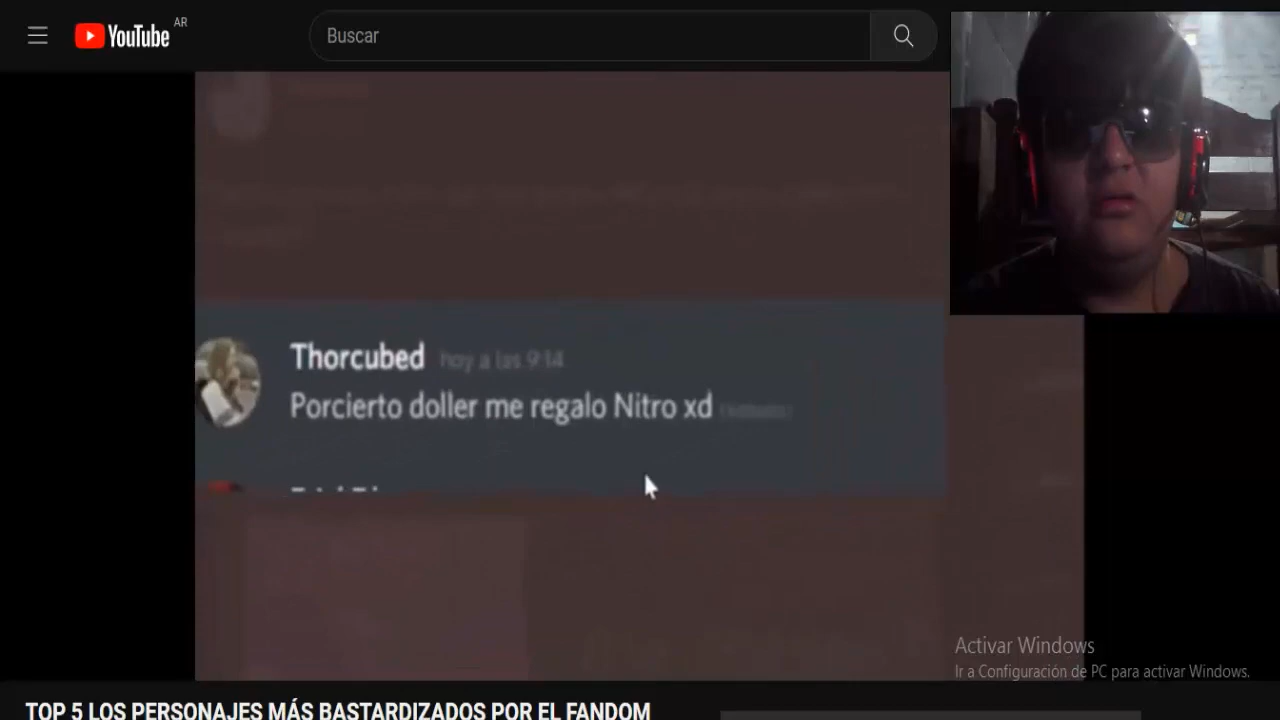 YouTube AR
Buscar
Thorcubed hoy a las 9:14
Porcierto doller me regalo Nitro xd
Activar Windows
Ir a Configuración de PC para activar Windows.
TOP 5 LOS PERSONAJES MÁS BASTARDIZADOS POR EL FANDOM